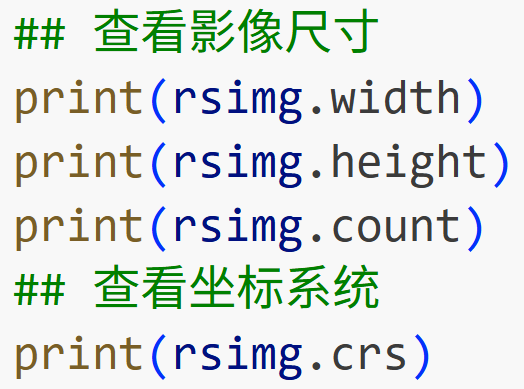 ## 查看影像尺寸
print(rsimg.width)
print(rsimg.height)
print(rsimg.count)
## 查看坐标系统
print(rsimg.crs)